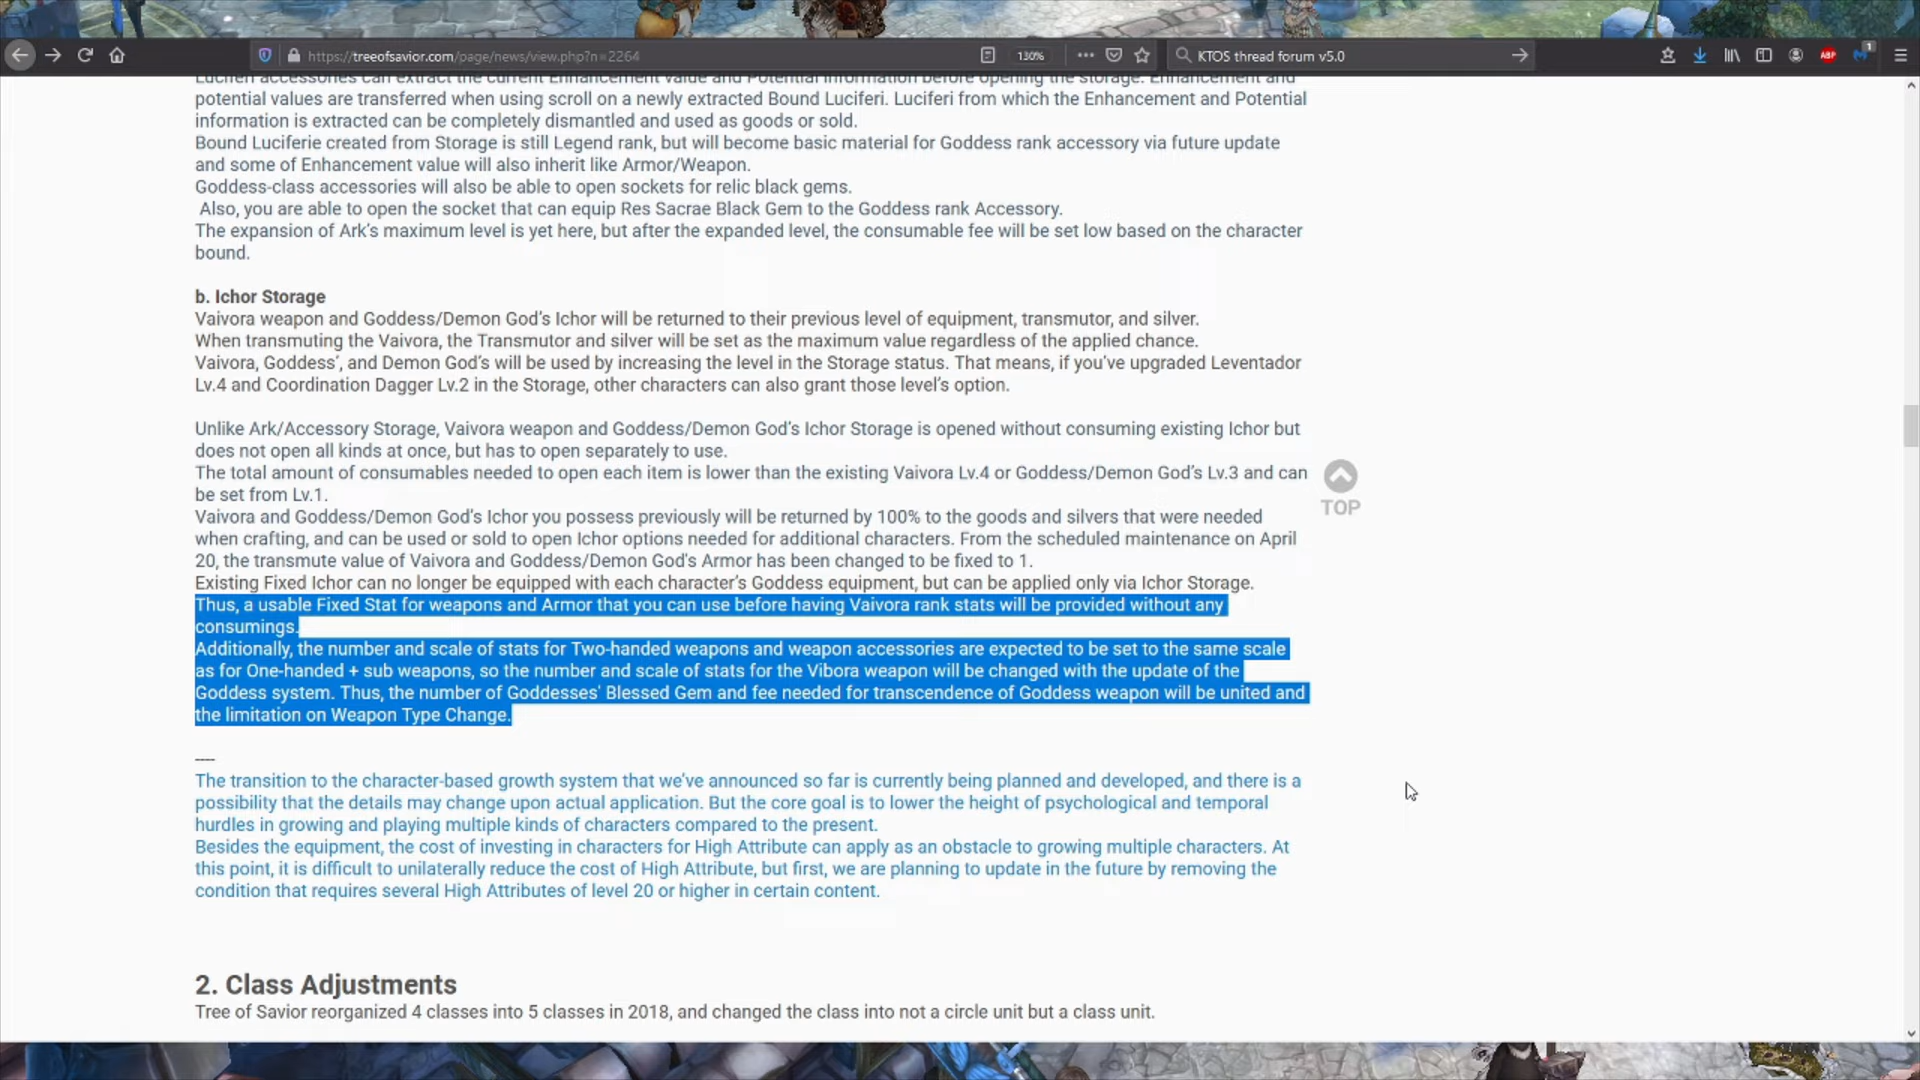 https://treeofsavior.com/page/news/view.php?n=2264
130%
KTOS thread forum v5.0
ABP
1
Luciferi accessories can extract the current Enhancement value and Potential information before opening the storage. Enhancement and
potential values are transferred when using scroll on a newly extracted Bound Luciferi. Luciferi from which the Enhancement and Potential
information is extracted can be completely dismantled and used as goods or sold.
Bound Luciferie created from Storage is still Legend rank, but will become basic material for Goddess rank accessory via future update
and some of Enhancement value will also inherit like Armor/Weapon.
Goddess-class accessories will also be able to open sockets for relic black gems.
Also, you are able to open the socket that can equip Res Sacrae Black Gem to the Goddess rank Accessory.
The expansion of Ark's maximum level is yet here, but after the expanded level, the consumable fee will be set low based on the character
bound.
b. Ichor Storage
Vaivora weapon and Goddess/Demon God's Ichor will be returned to their previous level of equipment, transmutor, and silver.
When transmuting the Vaivora, the Transmutor and silver will be set as the maximum value regardless of the applied chance.
Vaivora, Goddess', and Demon God's will be used by increasing the level in the Storage status. That means, if you've upgraded Leventador
Lv.4 and Coordination Dagger Lv.2 in the Storage, other characters can also grant those level's option.
Unlike Ark/Accessory Storage, Vaivora weapon and Goddess/Demon God's Ichor Storage is opened without consuming existing Ichor but
does not open all kinds at once, but has to open separately to use.
The total amount of consumables needed to open each item is lower than the existing Vaivora Lv.4 or Goddess/Demon God's Lv.3 and can
be set from Lv.1.
TOP
Vaivora and Goddess/Demon God's Ichor you possess previously will be returned by 100% to the goods and silvers that were needed
when crafting, and can be used or sold to open Ichor options needed for additional characters. From the scheduled maintenance on April
20, the transmute value of Vaivora and Goddess/Demon God's Armor has been changed to be fixed to 1.
Existing Fixed Ichor can no longer be equipped with each character's Goddess equipment, but can be applied only via Ichor Storage.
Thus, a usable Fixed Stat for weapons and Armor that you can use before having Vaivora rank stats will be provided without any
consumings.
Additionally, the number and scale of stats for Two-handed weapons and weapon accessories are expected to be set to the same scale
as for One-handed + sub weapons, so the number and scale of stats for the Vibora weapon will be changed with the update of the
Goddess system. Thus, the number of Goddesses' Blessed Gem and fee needed for transcendence of Goddess weapon will be united and
the limitation on Weapon Type Change.
----
The transition to the character-based growth system that we've announced so far is currently being planned and developed, and there is a
possibility that the details may change upon actual application. But the core goal is to lower the height of psychological and temporal
hurdles in growing and playing multiple kinds of characters compared to the present.
Besides the equipment, the cost of investing in characters for High Attribute can apply as an obstacle to growing multiple characters. At
this point, it is difficult to unilaterally reduce the cost of High Attribute, but first, we are planning to update in the future by removing the
condition that requires several High Attributes of level 20 or higher in certain content.
2. Class Adjustments
Tree of Savior reorganized 4 classes into 5 classes in 2018, and changed the class into not a circle unit but a class unit.